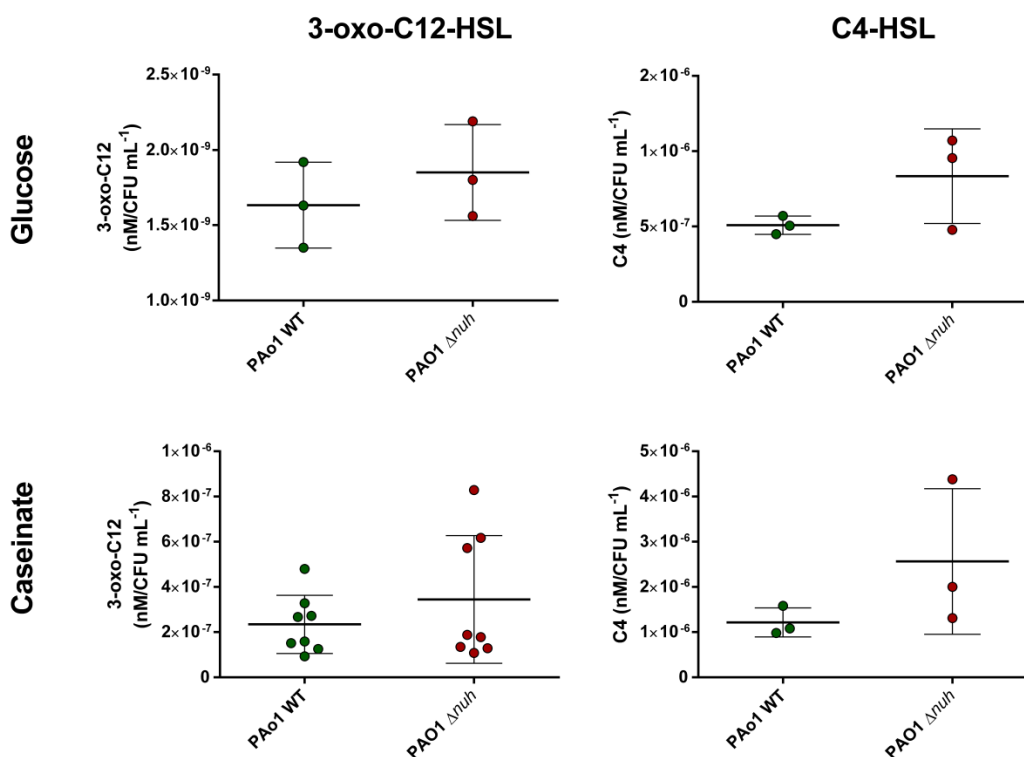 3-oxo-C12-HSL
C4-HSL
Glucose
3-oxo-C12
(nM/CFU mL⁻¹)
2.5×10⁻⁹
2.0×10⁻⁹
1.5×10⁻⁹
1.0×10⁻⁹
PAo1 WT
PAO1 Δnuh
C4 (nM/CFU mL⁻¹)
2×10⁻⁶
1×10⁻⁶
5×10⁻⁷
0
PAo1 WT
PAO1 Δnuh
Caseinate
3-oxo-C12
(nM/CFU mL⁻¹)
1×10⁻⁶
8×10⁻⁷
6×10⁻⁷
4×10⁻⁷
2×10⁻⁷
0
PAo1 WT
PAO1 Δnuh
C4 (nM/CFU mL⁻¹)
5×10⁻⁶
4×10⁻⁶
3×10⁻⁶
2×10⁻⁶
1×10⁻⁶
0
PAo1 WT
PAO1 Δnuh